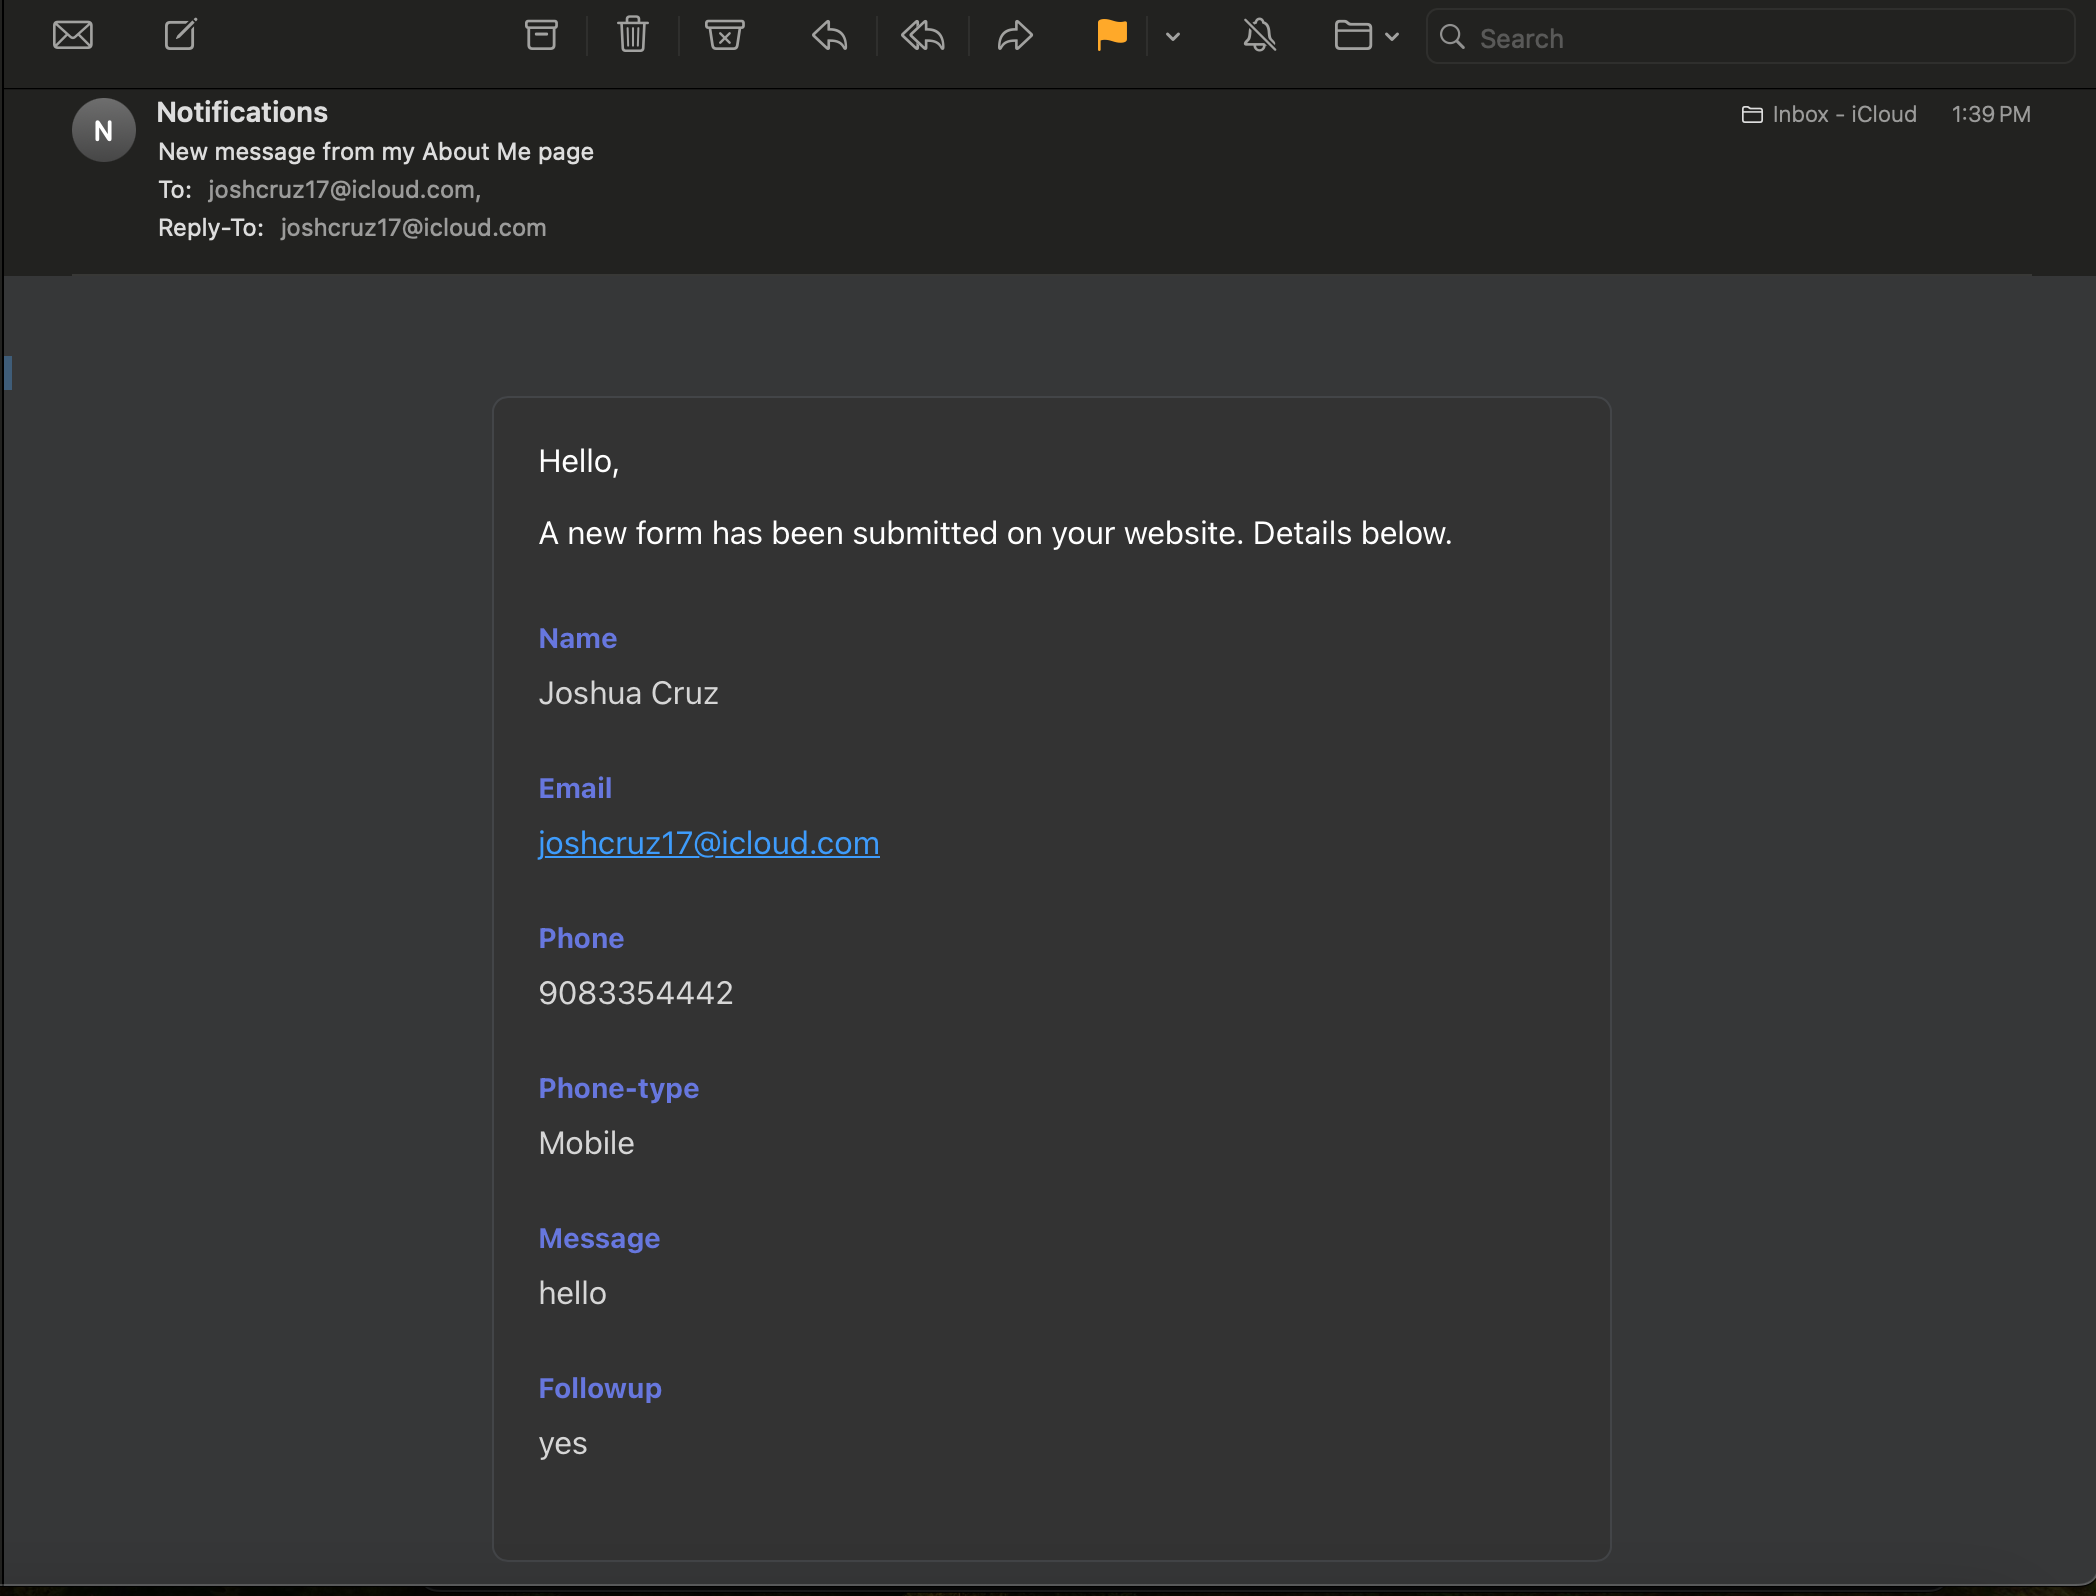 Search
N
Notifications
Inbox - iCloud
1:39 PM
New message from my About Me page
To: joshcruz17@icloud.com,
Reply-To: joshcruz17@icloud.com
Hello,
A new form has been submitted on your website. Details below.
Name
Joshua Cruz
Email
joshcruz17@icloud.com
Phone
9083354442
Phone-type
Mobile
Message
hello
Followup
yes